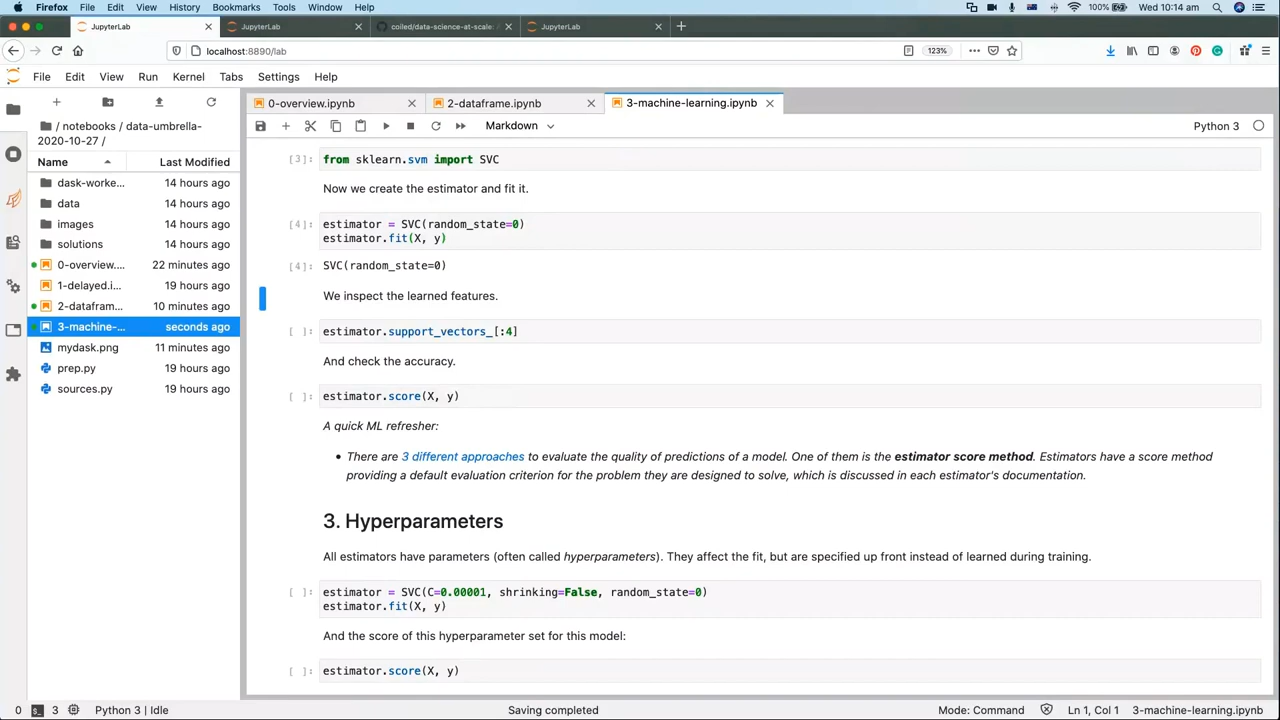 Firefox File Edit View History Bookmarks Tools Window Help 100% Wed 10:14 am
JupyterLab JupyterLab coiled/data-science-at-scale: JupyterLab
localhost:8890/lab 123%
File Edit View Run Kernel Tabs Settings Help
/ notebooks / data-umbrella-
2020-10-27 /
Name Last Modified
dask-worke... 14 hours ago
data 14 hours ago
images 14 hours ago
solutions 14 hours ago
0-overview.... 22 minutes ago
1-delayed.i... 19 hours ago
2-datafram... 10 minutes ago
3-machine-... seconds ago
mydask.png 11 minutes ago
prep.py 19 hours ago
sources.py 19 hours ago
0-overview.ipynb 2-dataframe.ipynb 3-machine-learning.ipynb
Markdown Python 3
[3]: from sklearn.svm import SVC
Now we create the estimator and fit it.
[4]: estimator = SVC(random_state=0)
estimator.fit(X, y)
[4]: SVC(random_state=0)
We inspect the learned features.
[ ]: estimator.support_vectors_[:4]
And check the accuracy.
[ ]: estimator.score(X, y)
A quick ML refresher:
• There are 3 different approaches to evaluate the quality of predictions of a model. One of them is the estimator score method. Estimators have a score method
providing a default evaluation criterion for the problem they are designed to solve, which is discussed in each estimator's documentation.
3. Hyperparameters
All estimators have parameters (often called hyperparameters). They affect the fit, but are specified up front instead of learned during training.
[ ]: estimator = SVC(C=0.00001, shrinking=False, random_state=0)
estimator.fit(X, y)
And the score of this hyperparameter set for this model:
[ ]: estimator.score(X, y)
0 3 Python 3 | Idle Saving completed Mode: Command Ln 1, Col 1 3-machine-learning.ipynb